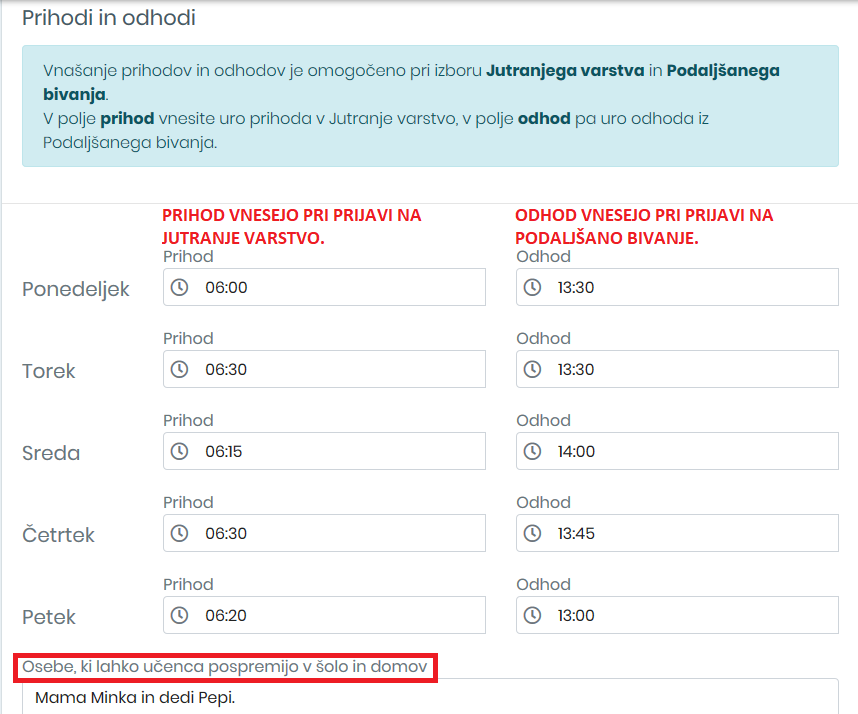 Prihodi in odhodi
Vnašanje prihodov in odhodov je omogočeno pri izboru Jutranjega varstva in Podaljšanega
bivanja.
V polje prihod vnesite uro prihoda v Jutranje varstvo, v polje odhod pa uro odhoda iz
Podaljšanega bivanja.
PRIHOD VNESEJO PRI PRIJAVI NA
JUTRANJE VARSTVO.
ODHOD VNESEJO PRI PRIJAVI NA
PODALJŠANO BIVANJE.
Prihod Odhod
Ponedeljek 06:00 13:30
Prihod Odhod
Torek 06:30 13:30
Prihod Odhod
Sreda 06:15 14:00
Prihod Odhod
Četrtek 06:30 13:45
Prihod Odhod
Petek 06:20 13:00
Osebe, ki lahko učenca pospremijo v šolo in domov
Mama Minka in dedi Pepi.